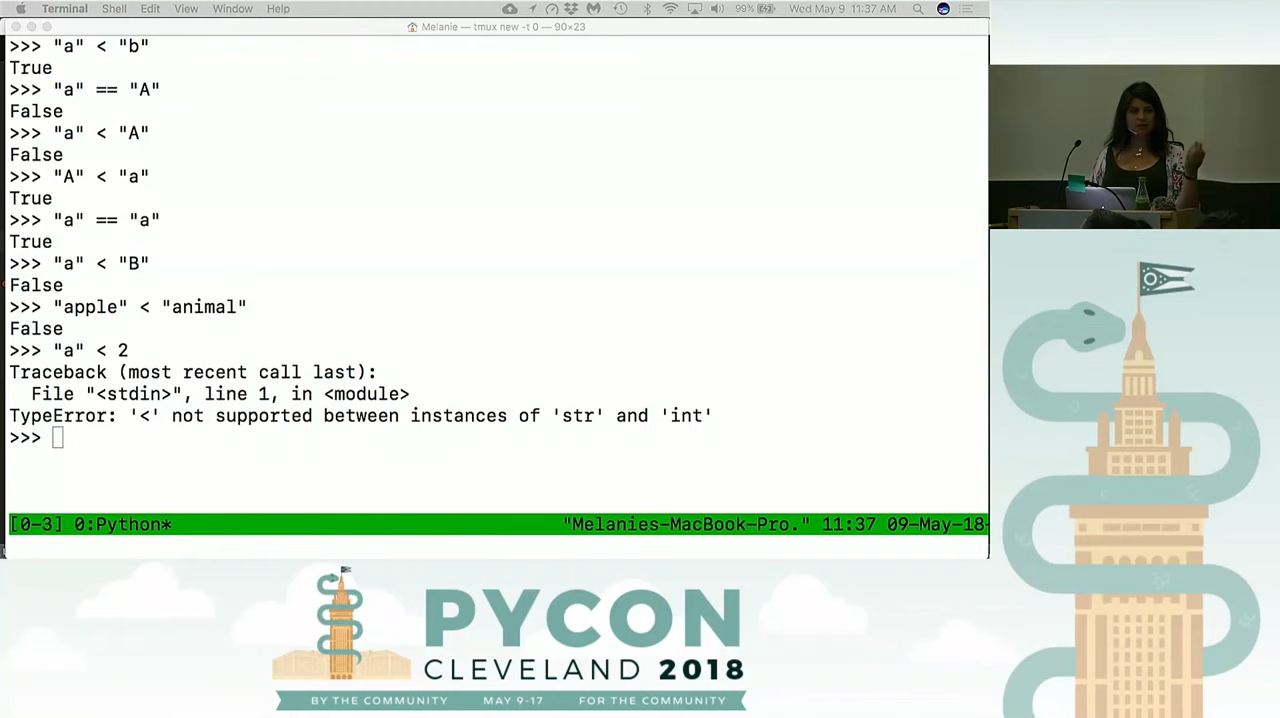 Terminal Shell Edit View Window Help 99% Wed May 9 11:37 AM
Melanie — tmux new -t 0 — 90×23
>>> "a" < "b"
True
>>> "a" == "A"
False
>>> "a" < "A"
False
>>> "A" < "a"
True
>>> "a" == "a"
True
>>> "a" < "B"
False
>>> "apple" < "animal"
False
>>> "a" < 2
Traceback (most recent call last):
  File "<stdin>", line 1, in <module>
TypeError: '<' not supported between instances of 'str' and 'int'
>>>
[0-3] 0:Python* "Melanies-MacBook-Pro." 11:37 09-May-18-
PYCON
CLEVELAND 2018
BY THE COMMUNITY MAY 9-17 FOR THE COMMUNITY